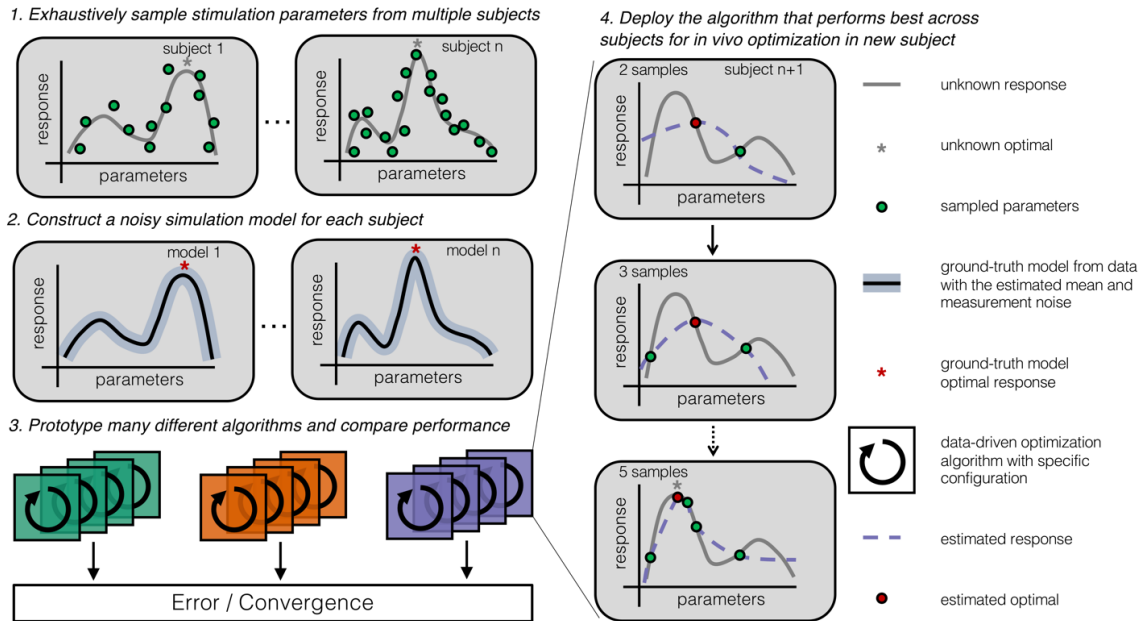 1. Exhaustively sample stimulation parameters from multiple subjects
subject 1
response
parameters
...
subject n
response
parameters
2. Construct a noisy simulation model for each subject
model 1
response
parameters
...
model n
response
parameters
3. Prototype many different algorithms and compare performance
Error / Convergence
4. Deploy the algorithm that performs best across
subjects for in vivo optimization in new subject
2 samples
subject n+1
response
parameters
3 samples
response
parameters
5 samples
response
parameters
unknown response
* unknown optimal
sampled parameters
ground-truth model from data
with the estimated mean and
measurement noise
* ground-truth model
optimal response
data-driven optimization
algorithm with specific
configuration
estimated response
estimated optimal